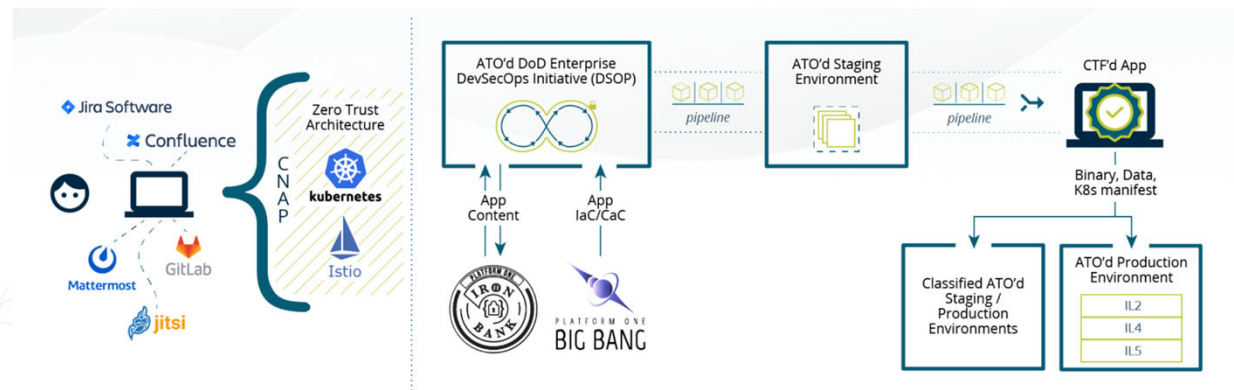 Jira Software
Confluence
Mattermost
GitLab
jitsi
CNAP
Zero Trust
Architecture
kubernetes
Istio
ATO'd DoD Enterprise
DevSecOps Initiative (DSOP)
App
Content
App
IaC/CaC
PLATFORM ONE
IRON
BANK
PLATFORM ONE
BIG BANG
pipeline
ATO'd Staging
Environment
pipeline
CTF'd App
Binary, Data,
K8s manifest
Classified ATO'd
Staging /
Production
Environments
ATO'd Production
Environment
IL2
IL4
IL5